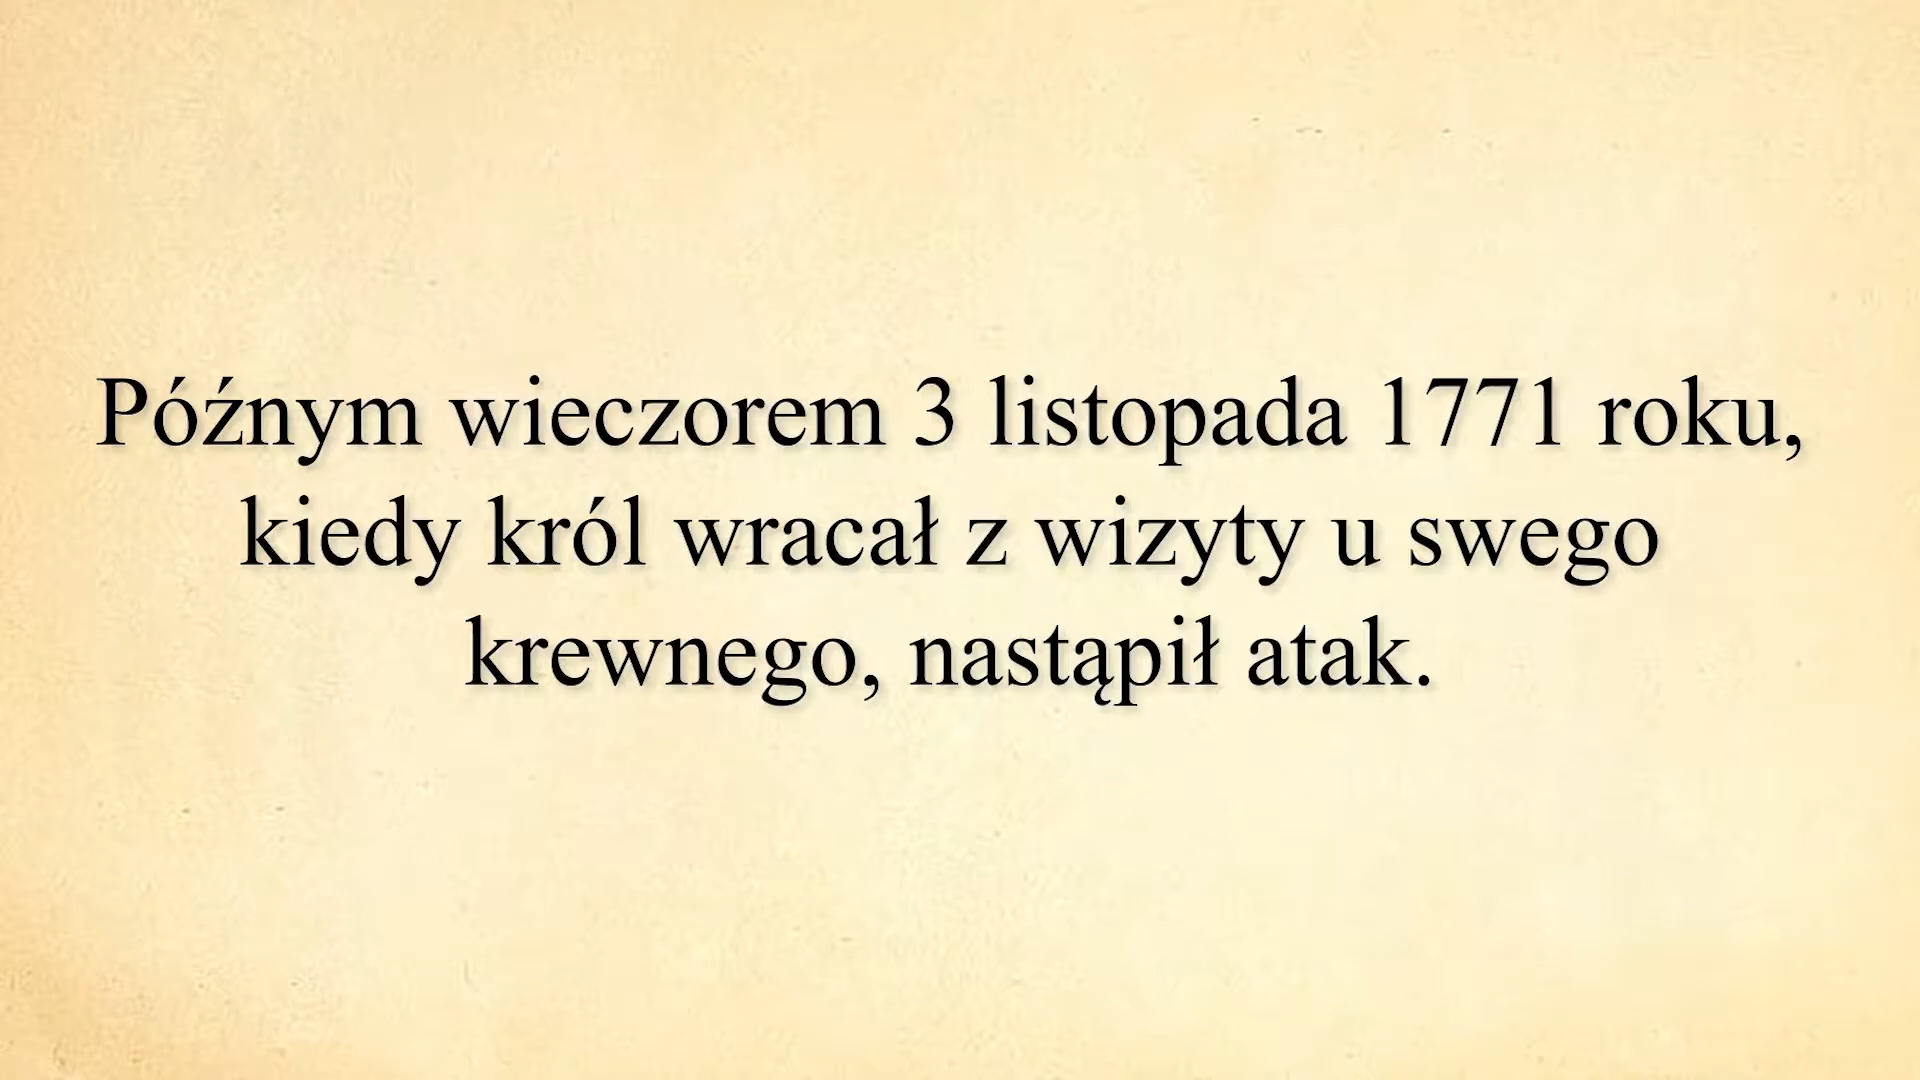 Późnym wieczorem 3 listopada 1771 roku,
kiedy król wracał z wizyty u swego
krewnego, nastąpił atak.